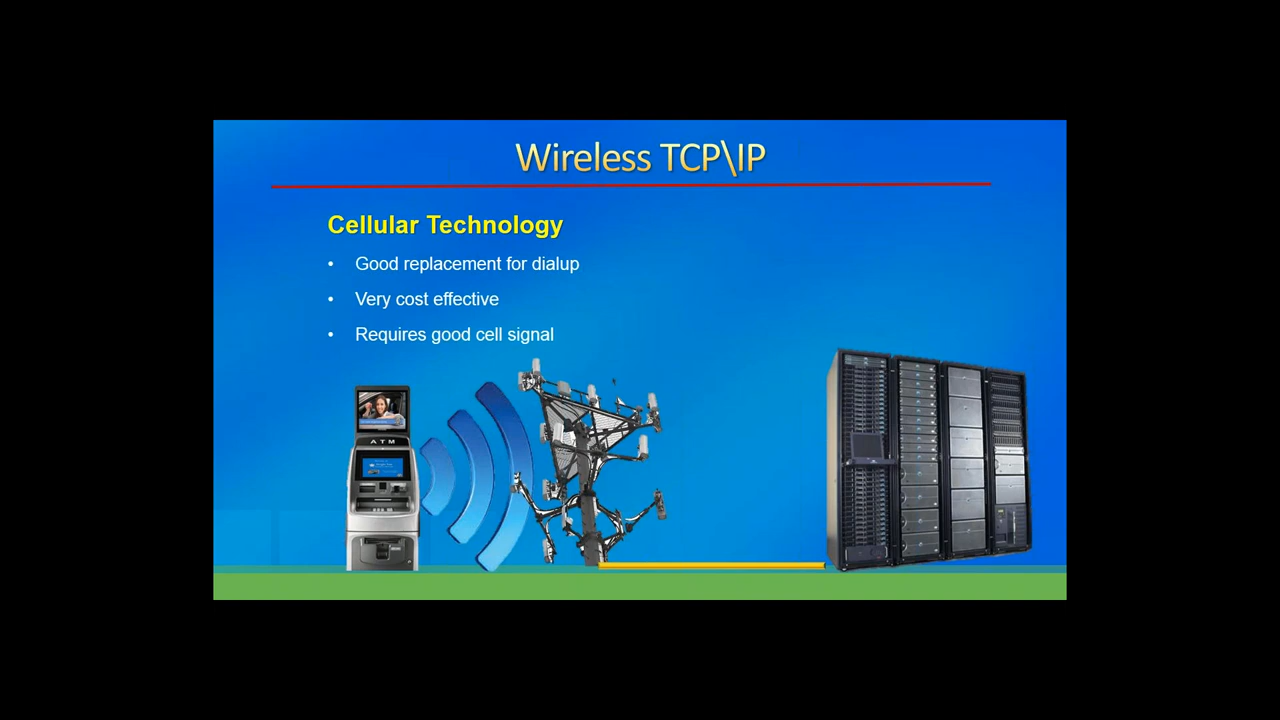 Wireless TCP\IP
Cellular Technology
• Good replacement for dialup
• Very cost effective
• Requires good cell signal
ATM